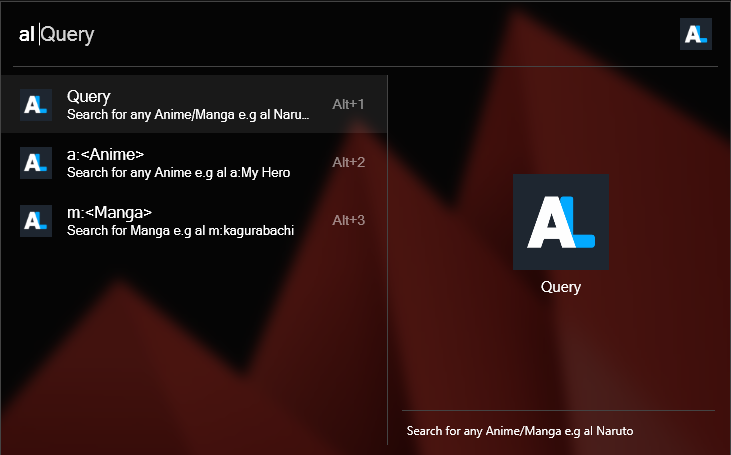 al Query
AL
AL
Query
Search for any Anime/Manga e.g al Naru...
Alt+1
AL
a:<Anime>
Search for any Anime e.g al a:My Hero
Alt+2
AL
m:<Manga>
Search for Manga e.g al m:kagurabachi
Alt+3
AL
Query
Search for any Anime/Manga e.g al Naruto